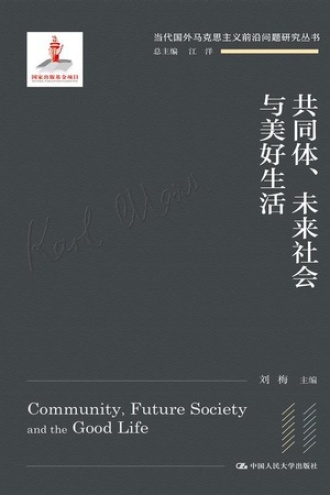 国家出版基金项目
当代国外马克思主义前沿问题研究丛书
总主编 江洋
共同体、未来社会
与美好生活
Karl Marx
刘梅 主编
Community, Future Society
and the Good Life
中国人民大学出版社